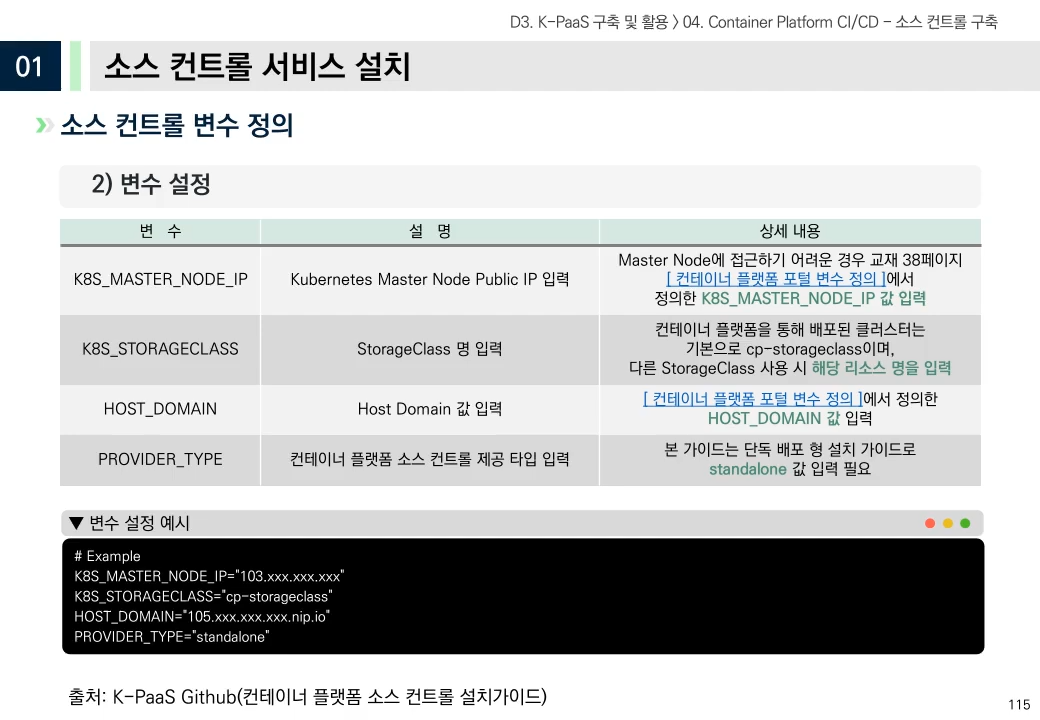 D3. K-PaaS 구축 및 활용 > 04. Container Platform CI/CD - 소스 컨트롤 구축
01
소스 컨트롤 서비스 설치
소스 컨트롤 변수 정의
2) 변수 설정
변 수 설 명 상세 내용
K8S_MASTER_NODE_IP
Kubernetes Master Node Public IP 입력
Master Node에 접근하기 어려운 경우 교재 38페이지
[ 컨테이너 플랫폼 포털 변수 정의 ]에서
정의한 K8S_MASTER_NODE_IP 값 입력
K8S_STORAGECLASS
StorageClass 명 입력
컨테이너 플랫폼을 통해 배포된 클러스터는
기본으로 cp-storageclass이며,
다른 StorageClass 사용 시 해당 리소스 명을 입력
HOST_DOMAIN
Host Domain 값 입력
[ 컨테이너 플랫폼 포털 변수 정의 ]에서 정의한
HOST_DOMAIN 값 입력
PROVIDER_TYPE
컨테이너 플랫폼 소스 컨트롤 제공 타입 입력
본 가이드는 단독 배포 형 설치 가이드로
standalone 값 입력 필요
▼ 변수 설정 예시
# Example
K8S_MASTER_NODE_IP="103.xxx.xxx.xxx"
K8S_STORAGECLASS="cp-storageclass"
HOST_DOMAIN="105.xxx.xxx.xxx.nip.io"
PROVIDER_TYPE="standalone"
출처: K-PaaS Github(컨테이너 플랫폼 소스 컨트롤 설치가이드)
115